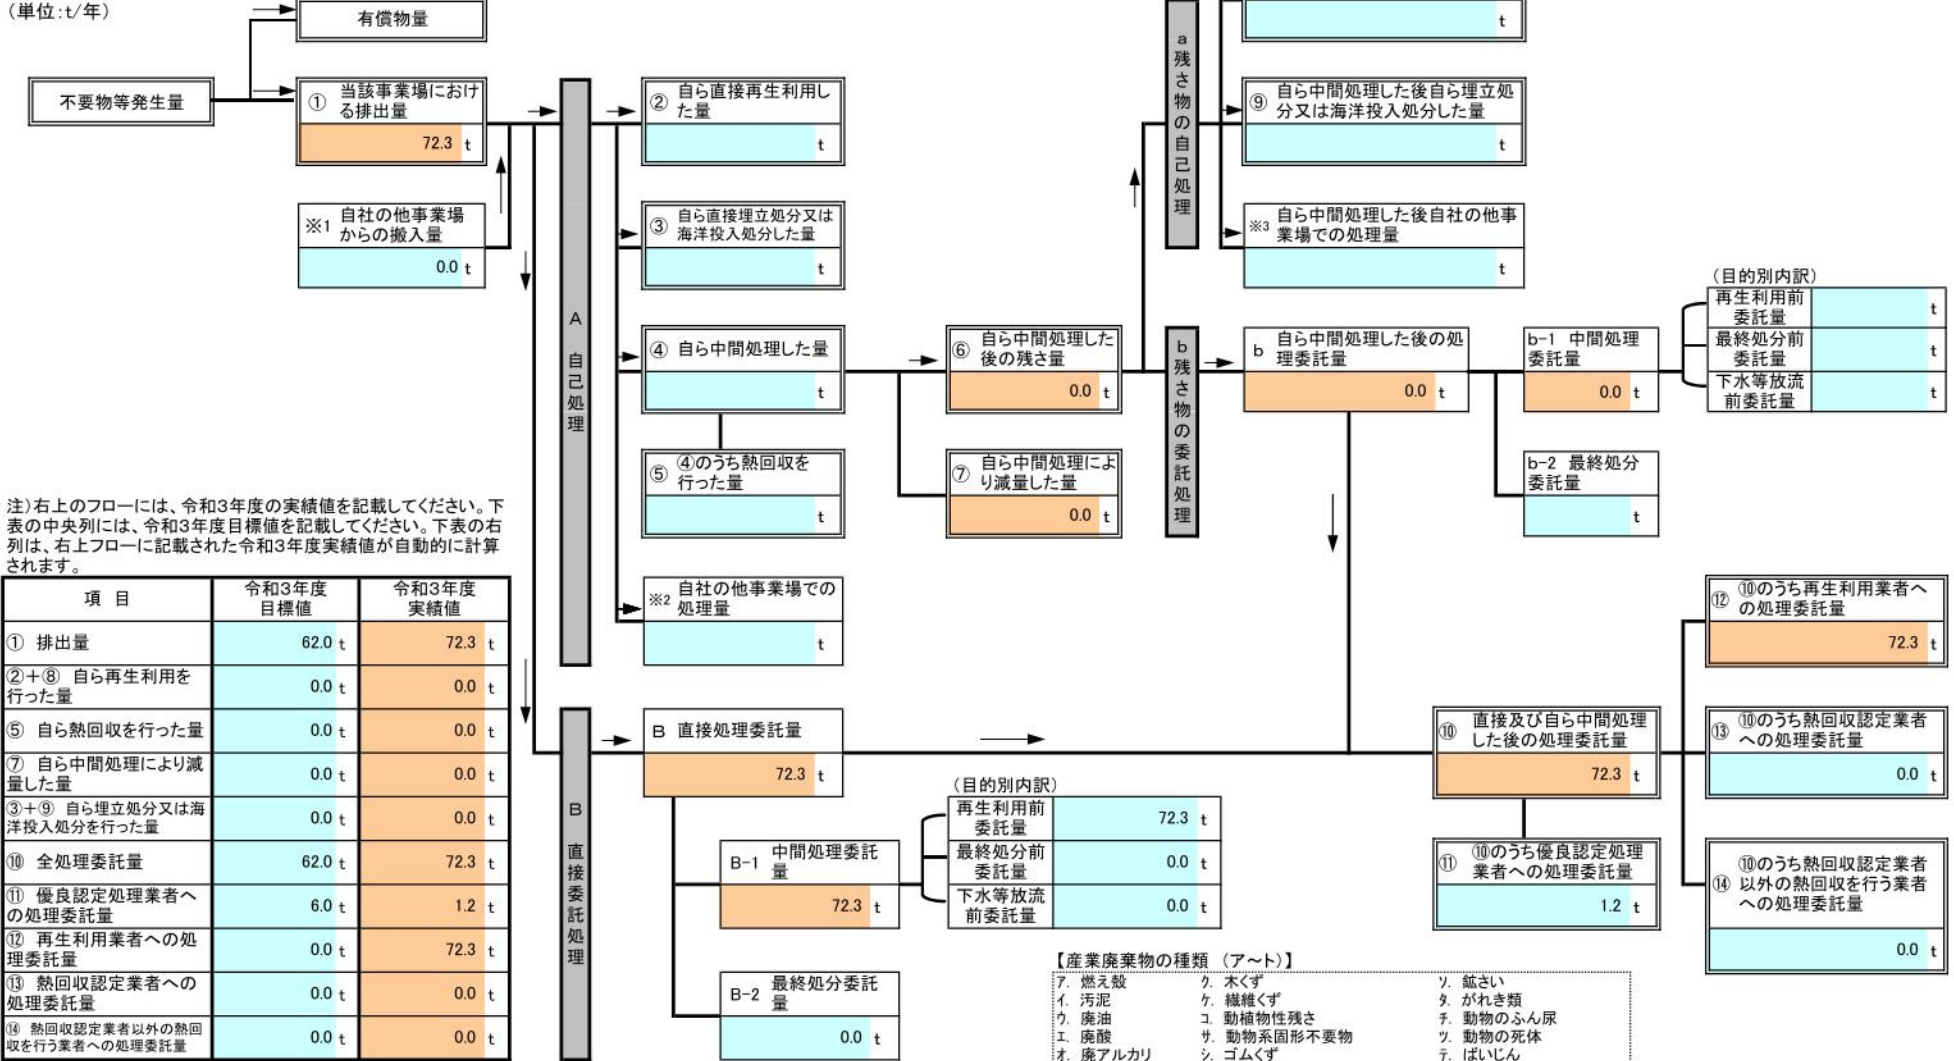 (単位:t/年)
有償物量
不要物等発生量
① 当該事業場におけ
る排出量
72.3 t
※1 自社の他事業場
からの搬入量
0.0 t
A 自己処理
② 自ら直接再生利用し
た量
t
③ 自ら直接埋立処分又は
海洋投入処分した量
t
④ 自ら中間処理した量
t
⑤ ④のうち熱回収を
行った量
t
※2 自社の他事業場での
処理量
t
⑥ 自ら中間処理した
後の残さ量
0.0 t
⑦ 自ら中間処理によ
り減量した量
0.0 t
a 残さ物の自己処理
t
⑨ 自ら中間処理した後自ら埋立処
分又は海洋投入処分した量
t
※3 自ら中間処理した後自社の他事
業場での処理量
t
b 残さ物の委託処理
b 自ら中間処理した後の処
理委託量
0.0 t
b-1 中間処理
委託量
0.0 t
b-2 最終処分
委託量
t
(目的別内訳)
再生利用前
委託量
t
最終処分前
委託量
t
下水等放流
前委託量
t
注)右上のフローには、令和3年度の実績値を記載してください。下
表の中央列には、令和3年度目標値を記載してください。下表の右
列は、右上フローに記載された令和3年度実績値が自動的に計算
されます。
項 目 令和3年度 目標値 令和3年度 実績値
① 排出量 62.0 t 72.3 t
②+⑧ 自ら再生利用を
行った量 0.0 t 0.0 t
⑤ 自ら熱回収を行った量 0.0 t 0.0 t
⑦ 自ら中間処理により減
量した量 0.0 t 0.0 t
③+⑨ 自ら埋立処分又は海
洋投入処分を行った量 0.0 t 0.0 t
⑩ 全処理委託量 62.0 t 72.3 t
⑪ 優良認定処理業者へ
の処理委託量 6.0 t 1.2 t
⑫ 再生利用業者への処
理委託量 0.0 t 72.3 t
⑬ 熱回収認定業者への
処理委託量 0.0 t 0.0 t
⑭ 熱回収認定業者以外の熱回
収を行う業者への処理委託量 0.0 t 0.0 t
B 直接委託処理
B 直接処理委託量
72.3 t
B-1 中間処理委託
量
72.3 t
B-2 最終処分委託
量
0.0 t
(目的別内訳)
再生利用前
委託量
72.3 t
最終処分前
委託量
0.0 t
下水等放流
前委託量
0.0 t
⑩ 直接及び自ら中間処理
した後の処理委託量
72.3 t
⑪ ⑩のうち優良認定処理
業者への処理委託量
1.2 t
⑫ ⑩のうち再生利用業者へ
の処理委託量
72.3 t
⑬ ⑩のうち熱回収認定業者
への処理委託量
0.0 t
⑭ ⑩のうち熱回収認定業者
以外の熱回収を行う業者
への処理委託量
0.0 t
【産業廃棄物の種類 (ア～ト)】
ア. 燃え殻 ク. 木くず ソ. 鉱さい
イ. 汚泥 ケ. 繊維くず タ. がれき類
ウ. 廃油 コ. 動植物性残さ チ. 動物のふん尿
エ. 廃酸 サ. 動物系固形不要物 ツ. 動物の死体
オ. 廃アルカリ シ. ゴムくず テ. ばいじん